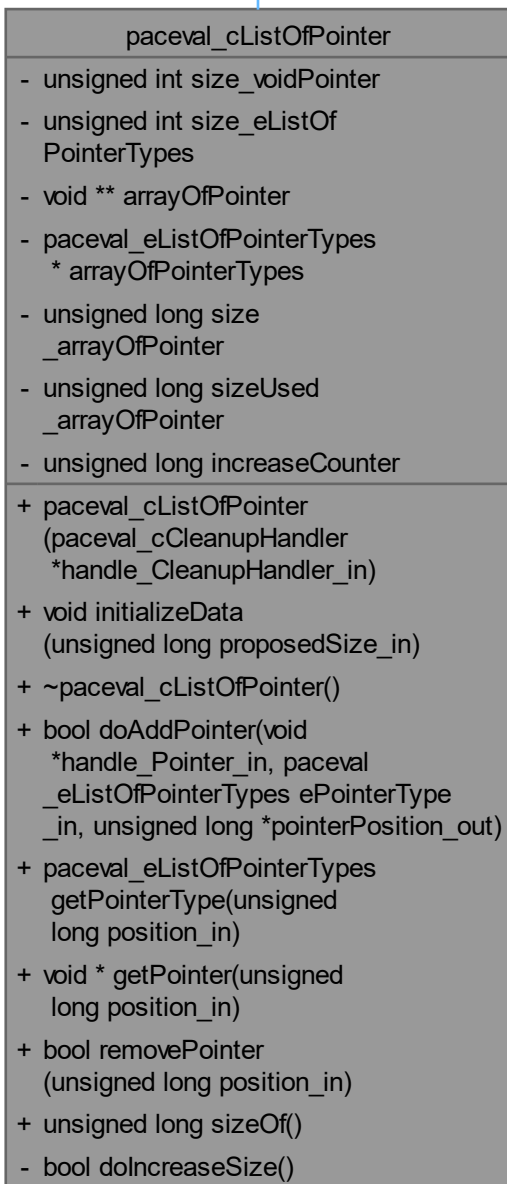 paceval_cListOfPointer
- unsigned int size_voidPointer
- unsigned int size_eListOf
PointerTypes
- void ** arrayOfPointer
- paceval_eListOfPointerTypes
* arrayOfPointerTypes
- unsigned long size
_arrayOfPointer
- unsigned long sizeUsed
_arrayOfPointer
- unsigned long increaseCounter
+ paceval_cListOfPointer
(paceval_cCleanupHandler
*handle_CleanupHandler_in)
+ void initializeData
(unsigned long proposedSize_in)
+ ~paceval_cListOfPointer()
+ bool doAddPointer(void
*handle_Pointer_in, paceval
_eListOfPointerTypes ePointerType
_in, unsigned long *pointerPosition_out)
+ paceval_eListOfPointerTypes
getPointerType(unsigned
long position_in)
+ void * getPointer(unsigned
long position_in)
+ bool removePointer
(unsigned long position_in)
+ unsigned long sizeOf()
- bool doIncreaseSize()